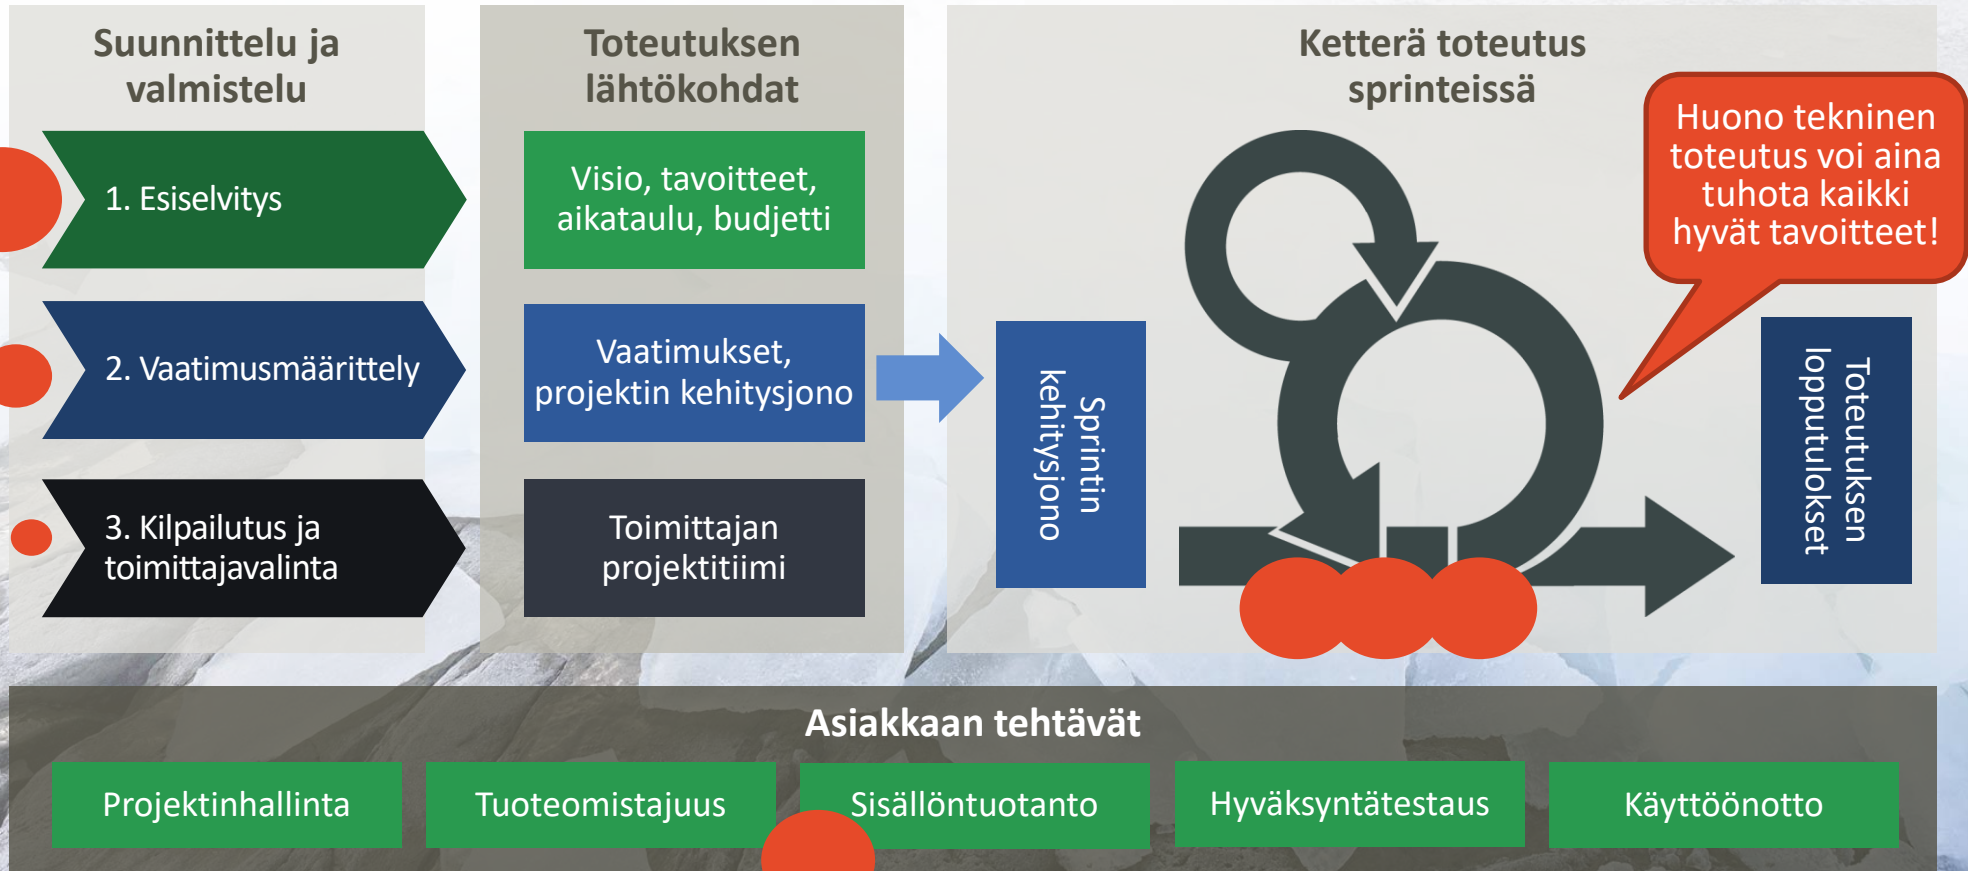 Suunnittelu ja
valmistelu
1. Esiselvitys
2. Vaatimusmäärittely
3. Kilpailutus ja
toimittajavalinta
Toteutuksen
lähtökohdat
Visio, tavoitteet,
aikataulu, budjetti
Vaatimukset,
projektin kehitysjono
Toimittajan
projektitiimi
Ketterä toteutus
sprinteissä
Sprintin
kehitysjono
Huono tekninen
toteutus voi aina
tuhota kaikki
hyvät tavoitteet!
Toteutuksen
lopputulokset
Asiakkaan tehtävät
Projektinhallinta
Tuoteomistajuus
Sisällöntuotanto
Hyväksyntätestaus
Käyttöönotto